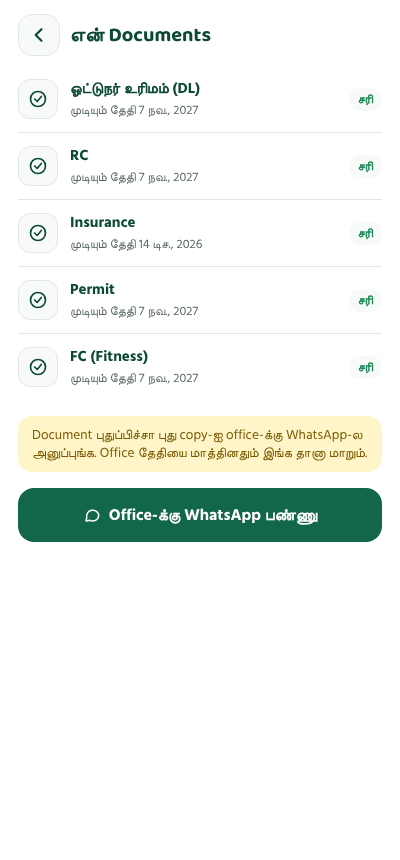 என் Documents
ஓட்டுநர் உரிமம் (DL)
முடியும் தேதி 7 நவ., 2027
சரி
RC
முடியும் தேதி 7 நவ., 2027
சரி
Insurance
முடியும் தேதி 14 டிச., 2026
சரி
Permit
முடியும் தேதி 7 நவ., 2027
சரி
FC (Fitness)
முடியும் தேதி 7 நவ., 2027
சரி
Document புதுப்பிச்சா புது copy-ஐ office-க்கு WhatsApp-ல
அனுப்புங்க. Office தேதியை மாத்தினதும் இங்க தானா மாறும்.
Office-க்கு WhatsApp பண்ணு